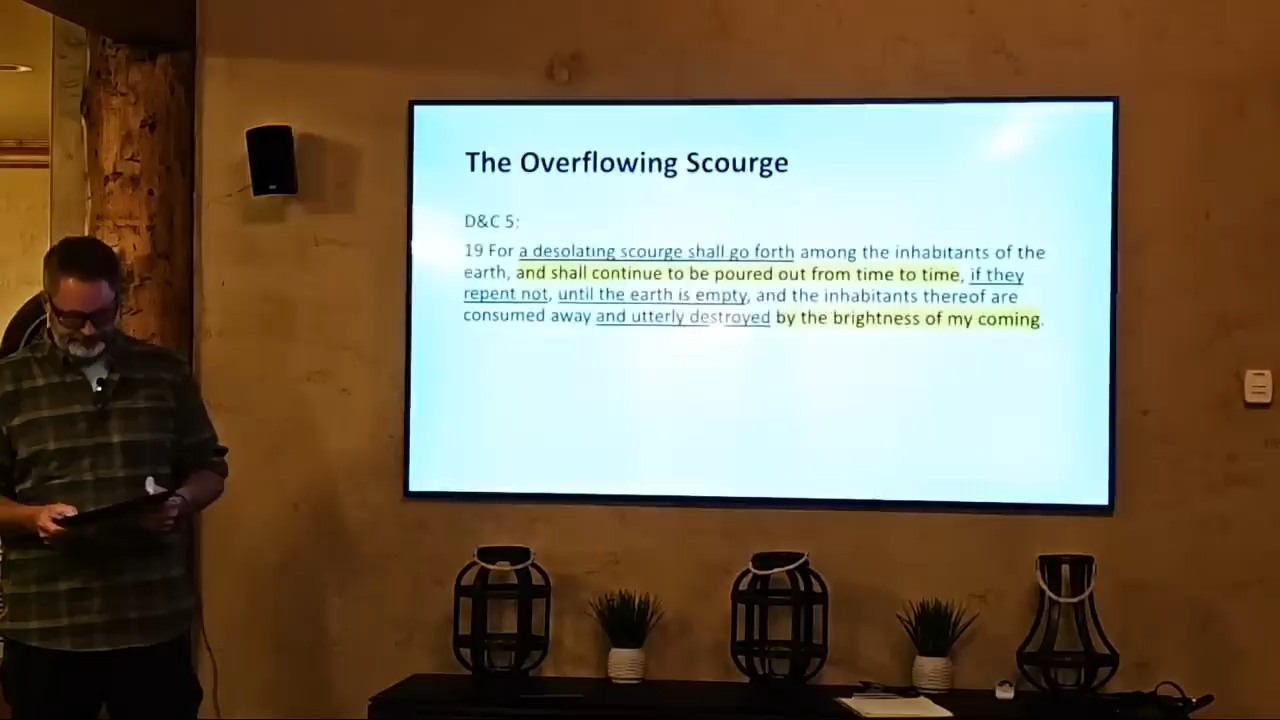 The Overflowing Scourge
D&C 5:
19 For a desolating scourge shall go forth among the inhabitants of the
earth, and shall continue to be poured out from time to time, if they
repent not, until the earth is empty, and the inhabitants thereof are
consumed away and utterly destroyed by the brightness of my coming.